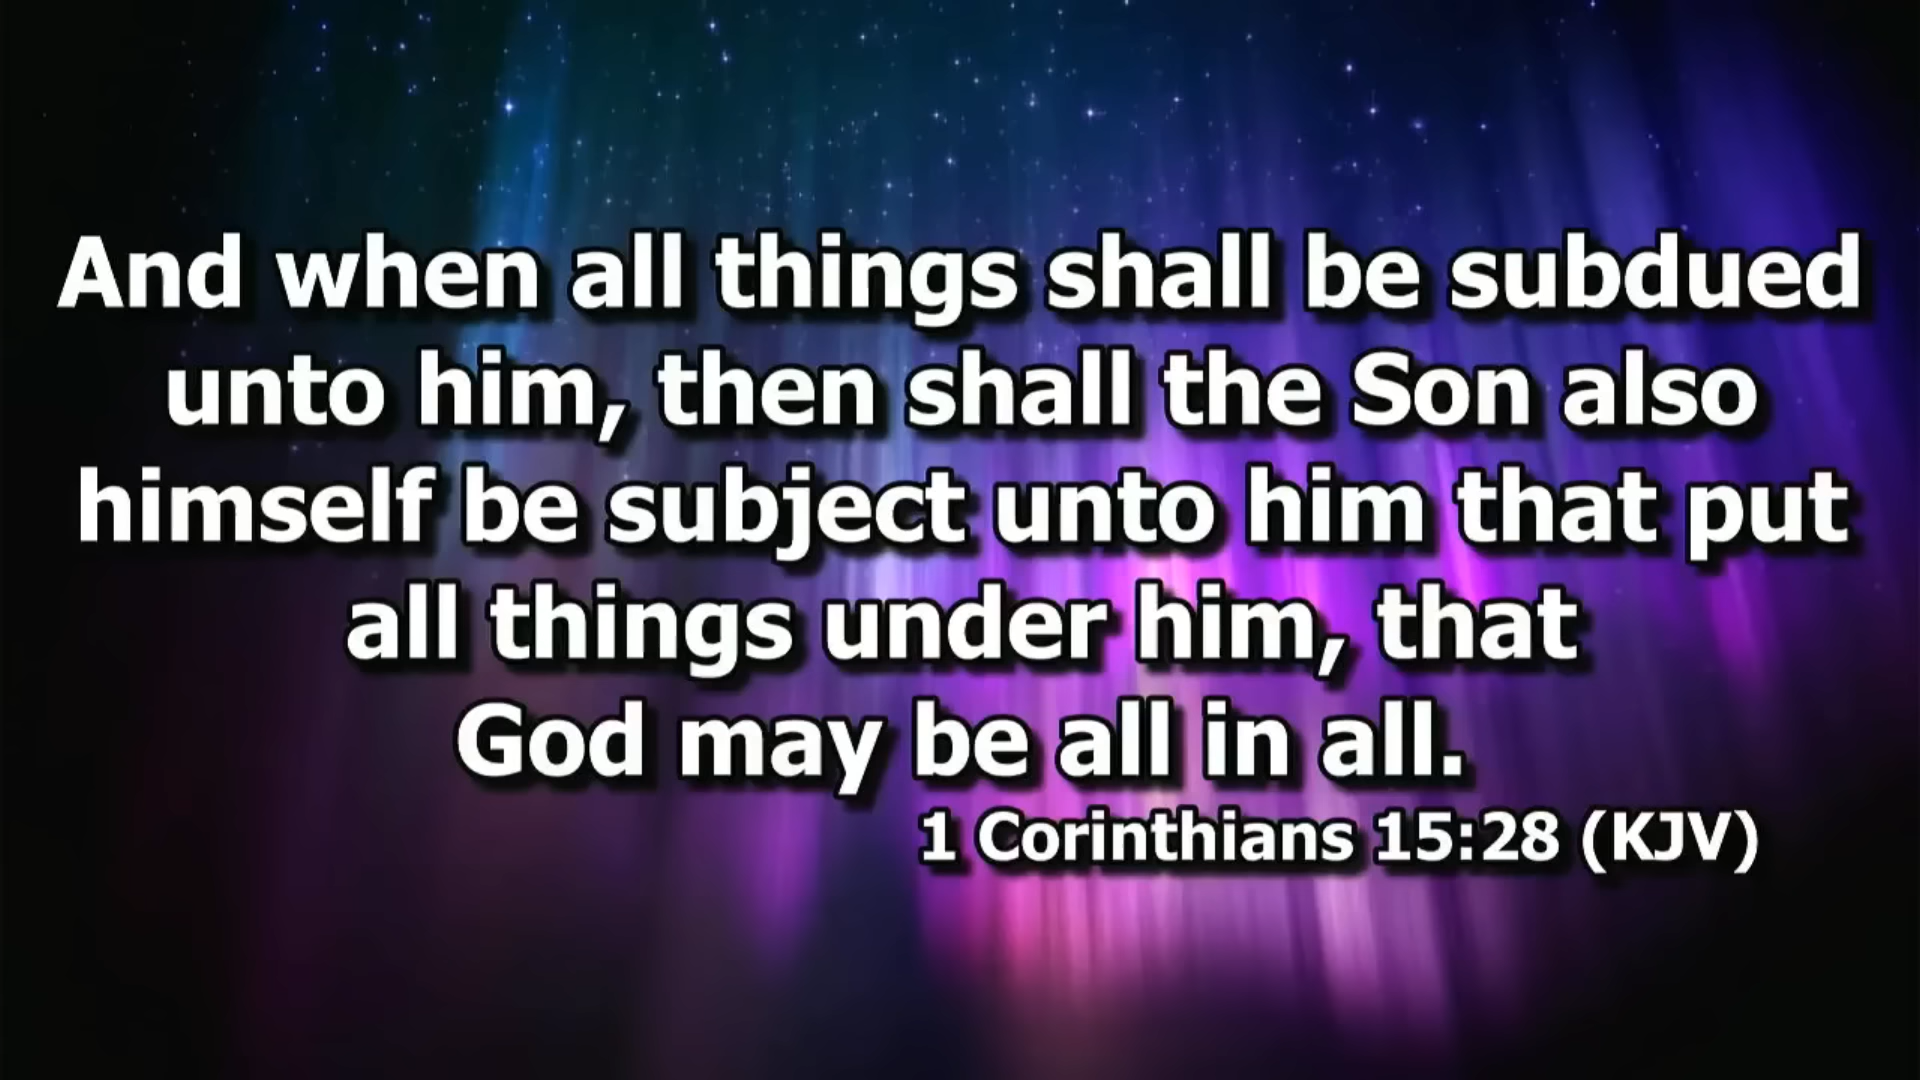 And when all things shall be subdued
unto him, then shall the Son also
himself be subject unto him that put
all things under him, that
God may be all in all.
1 Corinthians 15:28 (KJV)